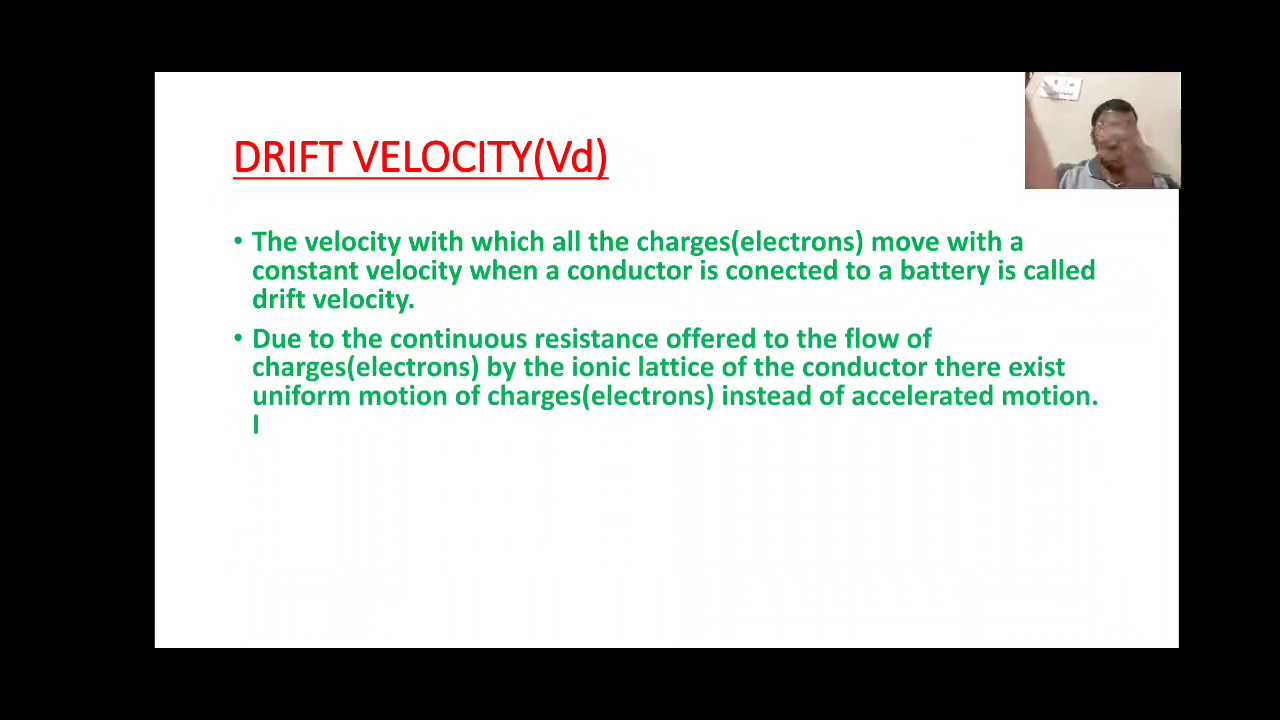 DRIFT VELOCITY(Vd)
• The velocity with which all the charges(electrons) move with a
constant velocity when a conductor is conected to a battery is called
drift velocity.
• Due to the continuous resistance offered to the flow of
charges(electrons) by the ionic lattice of the conductor there exist
uniform motion of charges(electrons) instead of accelerated motion.
I